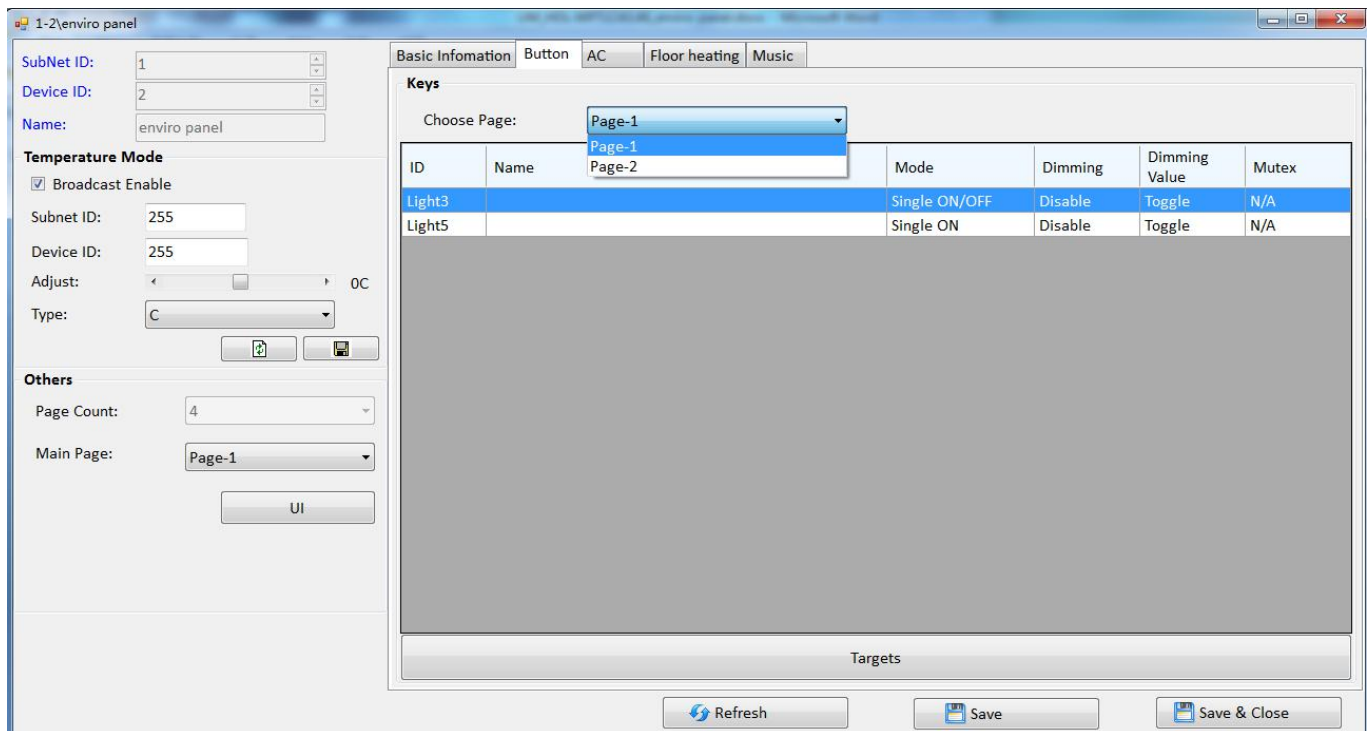 1-2\enviro panel
SubNet ID: 1
Device ID: 2
Name: enviro panel
Temperature Mode
Broadcast Enable
Subnet ID: 255
Device ID: 255
Adjust: 0C
Type: C
Others
Page Count: 4
Main Page: Page-1
UI
Basic Infomation Button AC Floor heating Music
Keys
Choose Page: Page-1
Page-1
Page-2
ID Name Mode Dimming Dimming Value Mutex
Light3 Single ON/OFF Disable Toggle N/A
Light5 Single ON Disable Toggle N/A
Targets
Refresh Save Save & Close